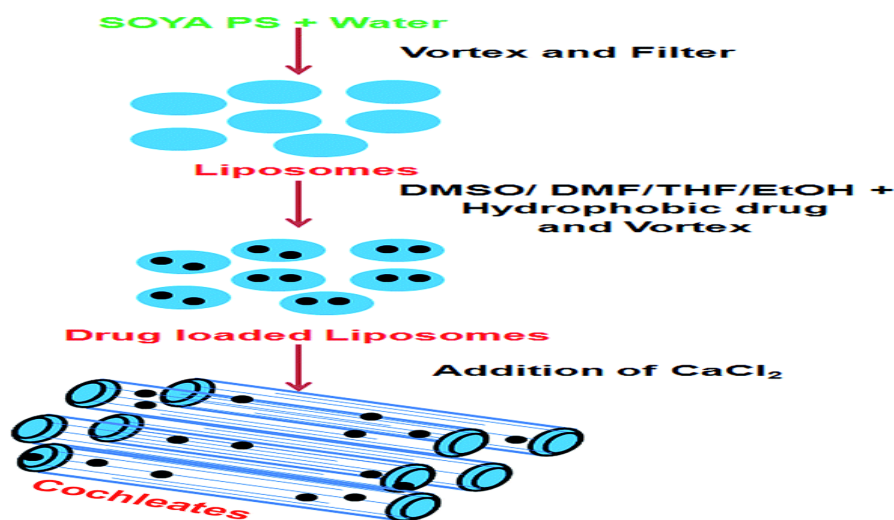 SOYA PS + Water
Vortex and Filter
Liposomes
DMSO/ DMF/THF/EtOH +
Hydrophobic drug
and Vortex
Drug loaded Liposomes
Addition of CaCl₂
Cochleates